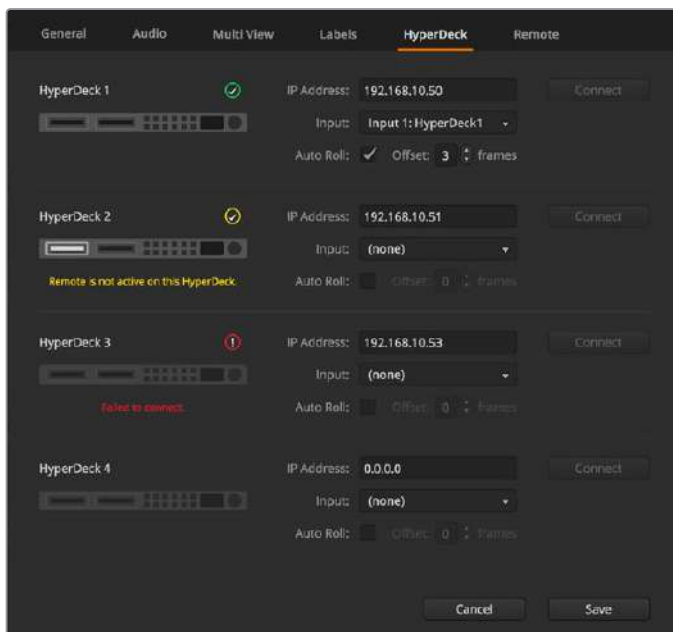 General Audio Multi View Labels HyperDeck Remote
HyperDeck 1 IP Address: 192.168.10.50 Connect
Input: Input 1: HyperDeck1
Auto Roll: Offset: 3 frames
HyperDeck 2 IP Address: 192.168.10.51 Connect
Input: (none)
Remote is not active on this HyperDeck.
Auto Roll: Offset: 0 frames
HyperDeck 3 IP Address: 192.168.10.53 Connect
Input: (none)
Failed to connect.
Auto Roll: Offset: 0 frames
HyperDeck 4 IP Address: 0.0.0.0 Connect
Input: (none)
Auto Roll: Offset: 0 frames
Cancel Save